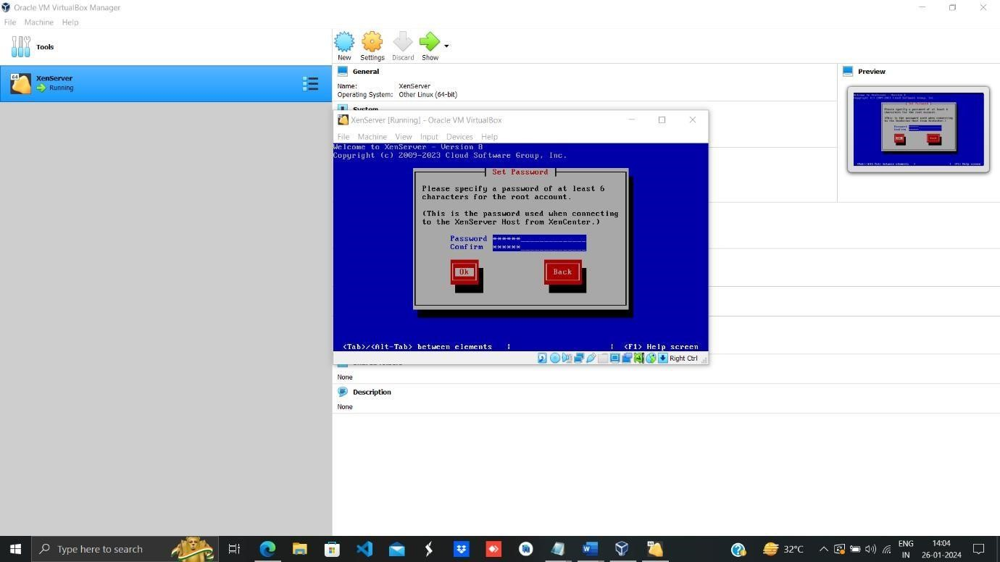 Oracle VM VirtualBox Manager
File Machine Help
Tools
New Settings Discard Show
64
XenServer
Running
General
Name: XenServer
Operating System: Other Linux (64-bit)
System
Preview
XenServer [Running] - Oracle VM VirtualBox
File Machine View Input Devices Help
Welcome to XenServer - Version 8
Copyright (c) 2009-2023 Cloud Software Group, Inc.
Set Password
Please specify a password of at least 6
characters for the root account.
(This is the password used when connecting
to the XenServer Host from XenCenter.)
Password ******
Confirm ******
Ok Back
<Tab>/<Alt-Tab> between elements | | <F1> Help screen
Right Ctrl
None
Description
None
Type here to search
32°C
ENG
IN
14:04
26-01-2024